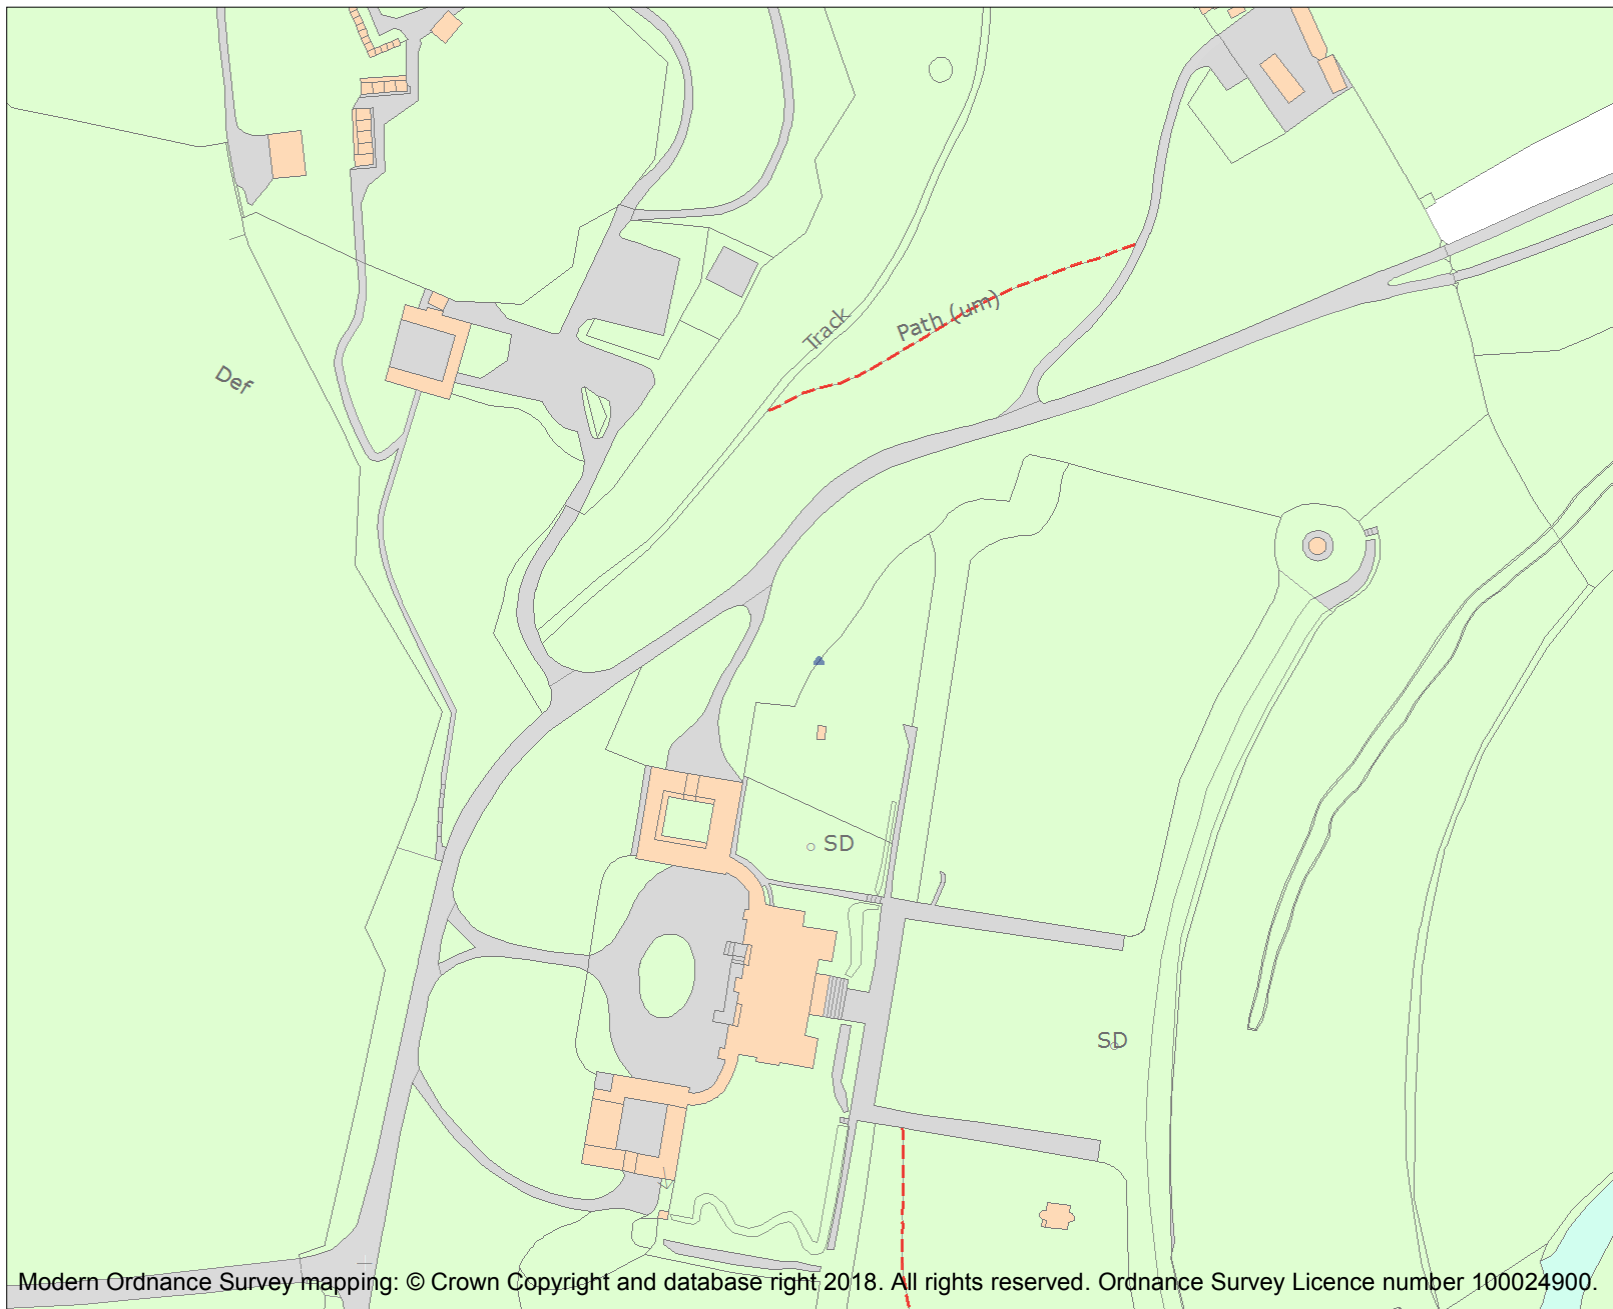 Track
Path (um)
Def
SD
SD
Modern Ordnance Survey mapping: © Crown Copyright and database right 2018. All rights reserved. Ordnance Survey Licence number 100024900.